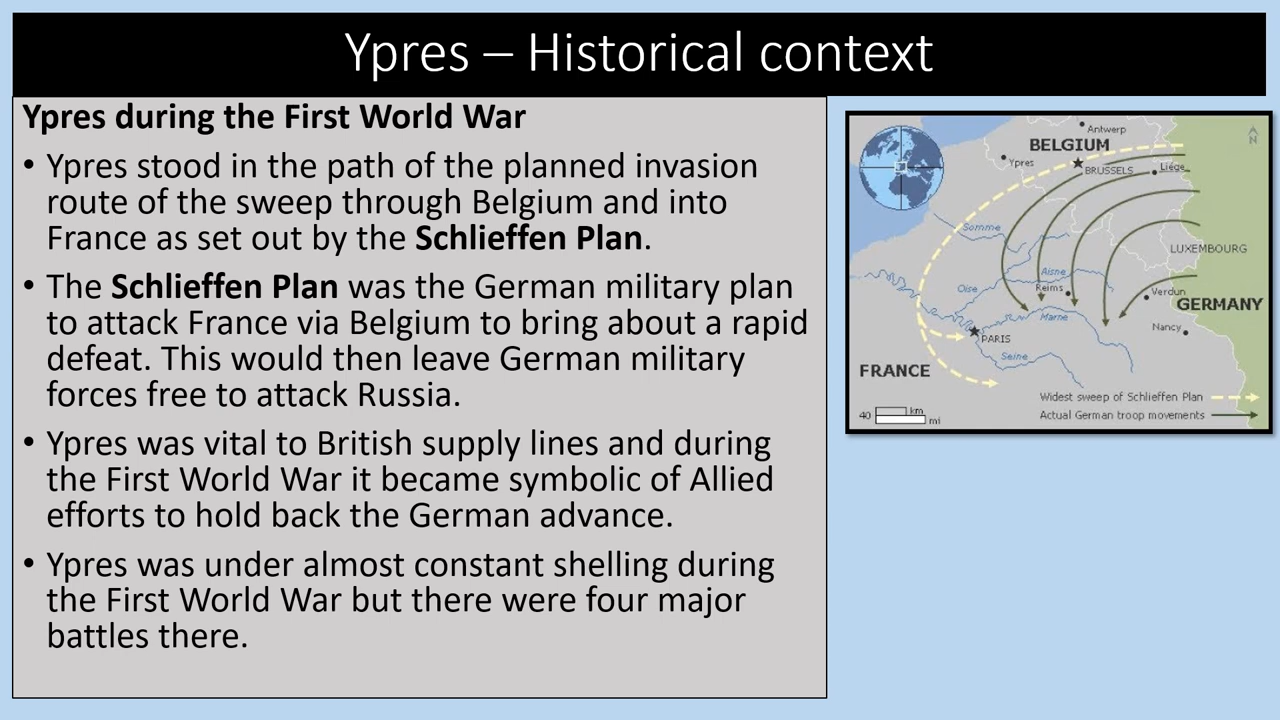 Ypres – Historical context
Ypres during the First World War
• Ypres stood in the path of the planned invasion
route of the sweep through Belgium and into
France as set out by the Schlieffen Plan.
• The Schlieffen Plan was the German military plan
to attack France via Belgium to bring about a rapid
defeat. This would then leave German military
forces free to attack Russia.
• Ypres was vital to British supply lines and during
the First World War it became symbolic of Allied
efforts to hold back the German advance.
• Ypres was under almost constant shelling during
the First World War but there were four major
battles there.
Antwerp
BELGIUM
N
Ypres
BRUSSELS
Liége
Somme
LUXEMBOURG
Aisne
Oise
Reims
Verdun
GERMANY
Marne
Nancy
PARIS
Seine
FRANCE
Widest sweep of Schlieffen Plan
40 km
mi
Actual German troop movements